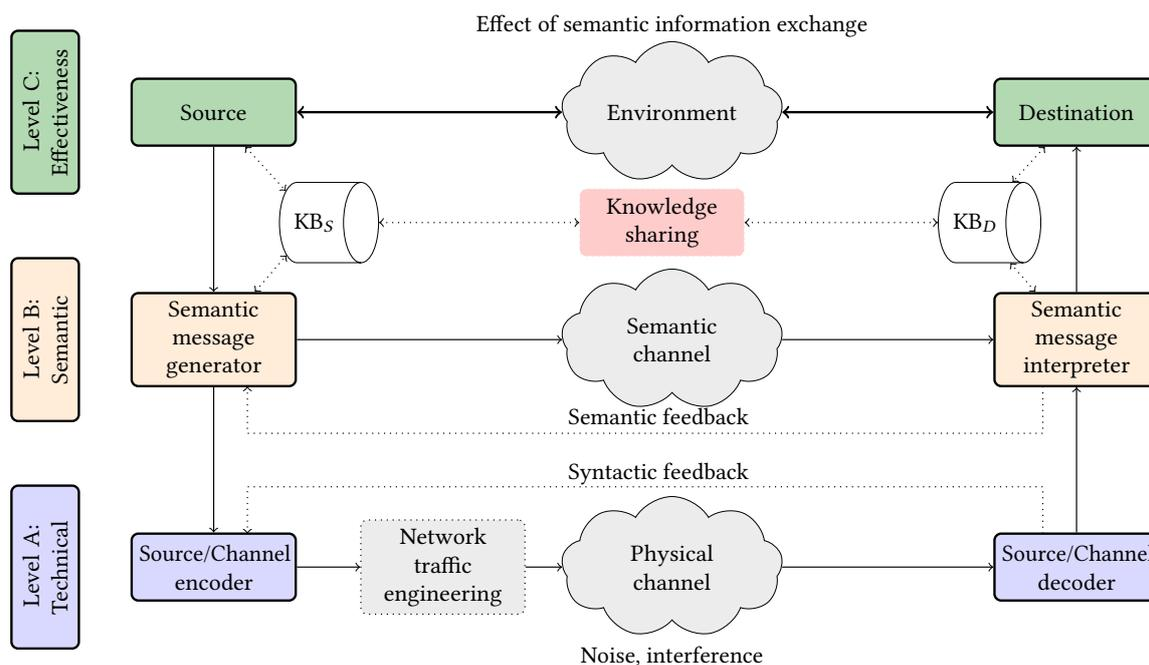 Effect of semantic information exchange
Level C:
Effectiveness
Source
Environment
Destination
KB_S
Knowledge
sharing
KB_D
Level B:
Semantic
Semantic
message
generator
Semantic
channel
Semantic
message
interpreter
Semantic feedback
Syntactic feedback
Level A:
Technical
Source/Channel
encoder
Network
traffic
engineering
Physical
channel
Source/Channel
decoder
Noise, interference